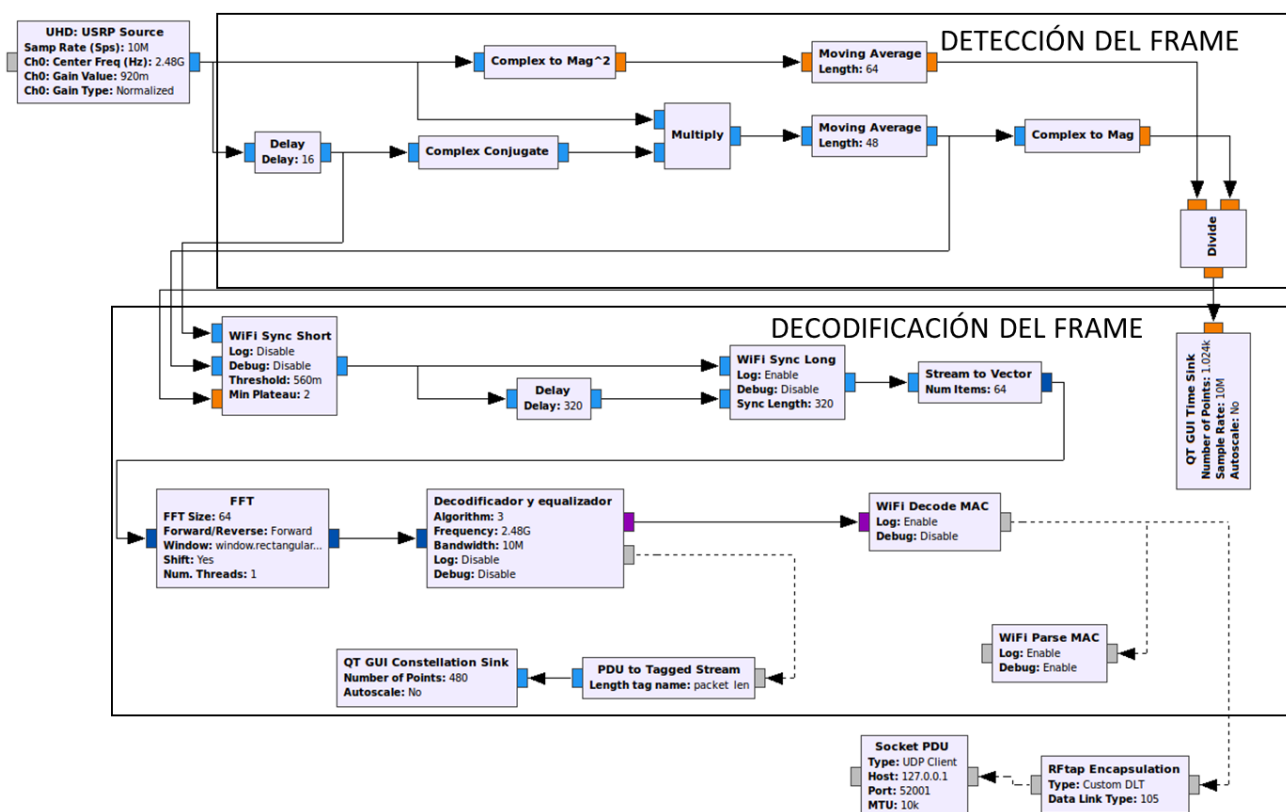 UHD: USRP Source
Samp Rate (Sps): 10M
Ch0: Center Freq (Hz): 2.48G
Ch0: Gain Value: 920m
Ch0: Gain Type: Normalized
DETECCIÓN DEL FRAME
Complex to Mag^2
Moving Average
Length: 64
Delay
Delay: 16
Complex Conjugate
Multiply
Moving Average
Length: 48
Complex to Mag
Divide
DECODIFICACIÓN DEL FRAME
WiFi Sync Short
Log: Disable
Debug: Disable
Threshold: 560m
Min Plateau: 2
Delay
Delay: 320
WiFi Sync Long
Log: Enable
Debug: Disable
Sync Length: 320
Stream to Vector
Num Items: 64
QT GUI Time Sink
Number of Points: 1.024k
Sample Rate: 10M
Autoscale: No
FFT
FFT Size: 64
Forward/Reverse: Forward
Window: window.rectangular...
Shift: Yes
Num. Threads: 1
Decodificador y equalizador
Algorithm: 3
Frequency: 2.48G
Bandwidth: 10M
Log: Disable
Debug: Disable
WiFi Decode MAC
Log: Enable
Debug: Disable
WiFi Parse MAC
Log: Enable
Debug: Enable
QT GUI Constellation Sink
Number of Points: 480
Autoscale: No
PDU to Tagged Stream
Length tag name: packet_len
Socket PDU
Type: UDP Client
Host: 127.0.0.1
Port: 52001
MTU: 10k
RFtap Encapsulation
Type: Custom DLT
Data Link Type: 105